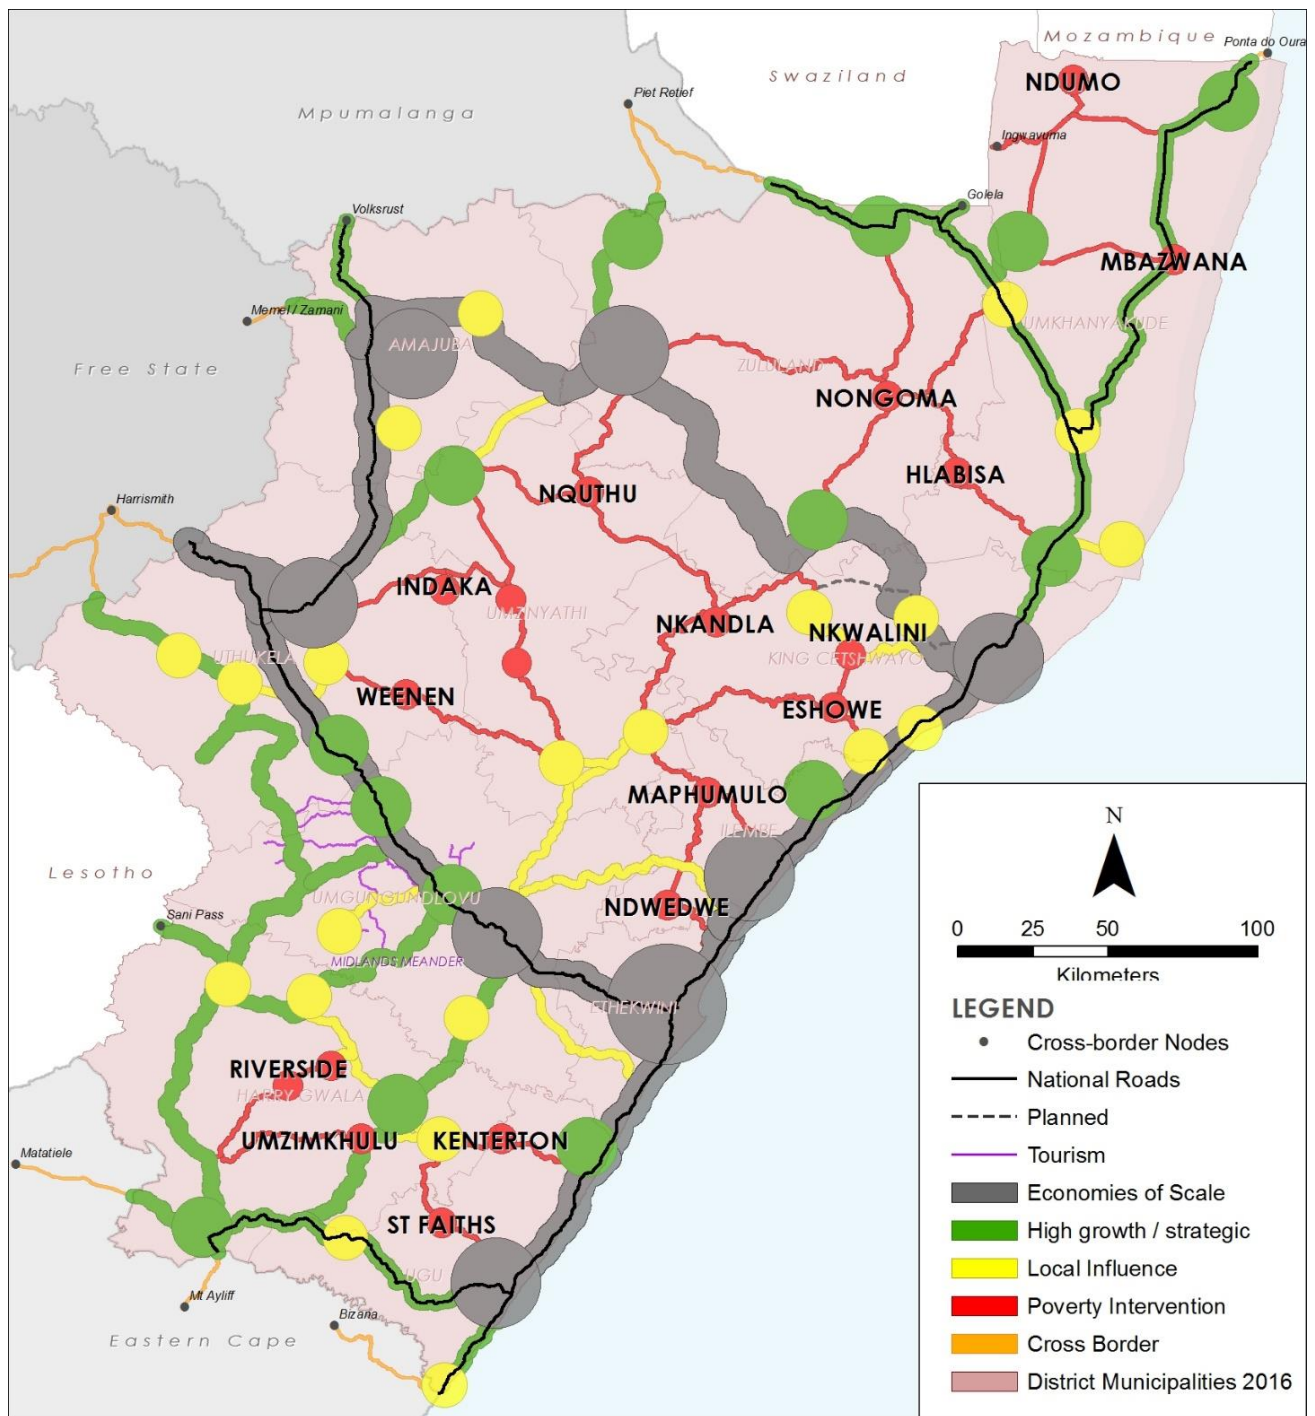 Mozambique
Ponta do Oura
Swaziland
NDUMO
Piet Retief
Mpumalanga
Ingwavuma
Golela
Volksrust
MBAZWANA
Memel / Zamani
UMKHANYAKUDE
AMAJUBA
ZULULAND
Free State
NONGOMA
HLABISA
NQUTHU
Harrismith
INDAKA
UMZINYATHI
NKANDLA
NKWALINI
UTHUKELA
KING CETSHWAYO
WEENEN
ESHOWE
MAPHUMULO
ILEMBE
Lesotho
UMGUNGUNDLOVU
NDWEDWE
Sani Pass
MIDLANDS MEANDER
ETHEKWINI
RIVERSIDE
HARRY GWALA
UMZIMKHULU
KENTERTON
Matatiele
ST FAITHS
UGU
Mt Ayliff
Bizana
Eastern Cape
N
0 25 50 100
Kilometers
LEGEND
Cross-border Nodes
National Roads
Planned
Tourism
Economies of Scale
High growth / strategic
Local Influence
Poverty Intervention
Cross Border
District Municipalities 2016